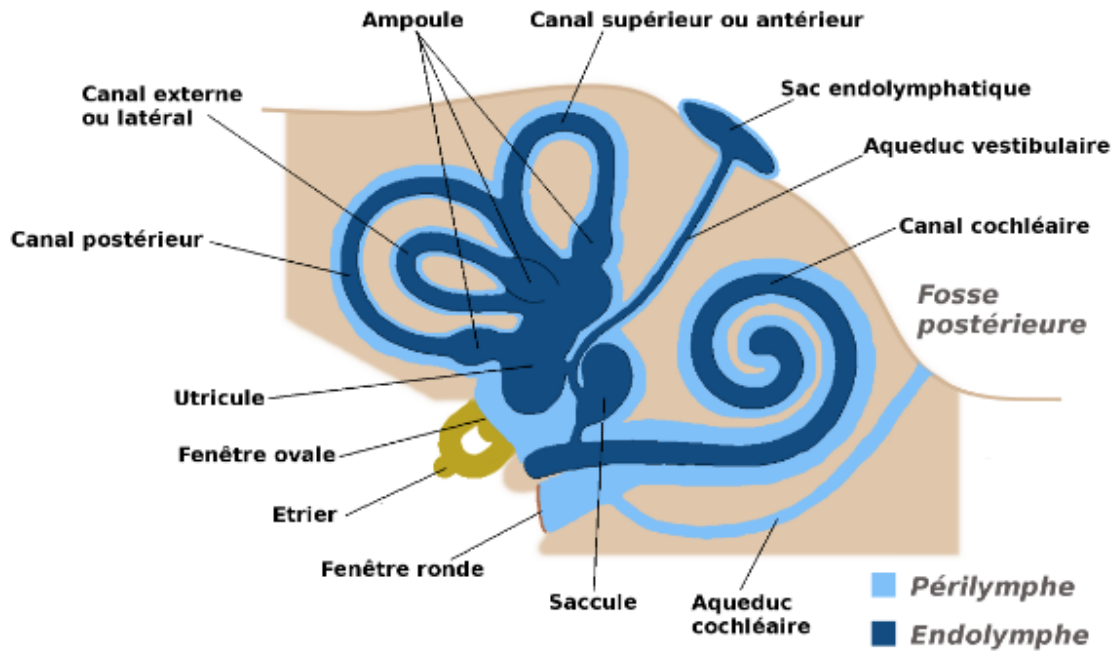 Ampoule
Canal supérieur ou antérieur
Sac endolymphatique
Canal externe
ou latéral
Aqueduc vestibulaire
Canal postérieur
Canal cochléaire
Fosse
postérieure
Utricule
Fenêtre ovale
Etrier
Fenêtre ronde
Saccule
Aqueduc
cochléaire
Périlymphe
Endolymphe